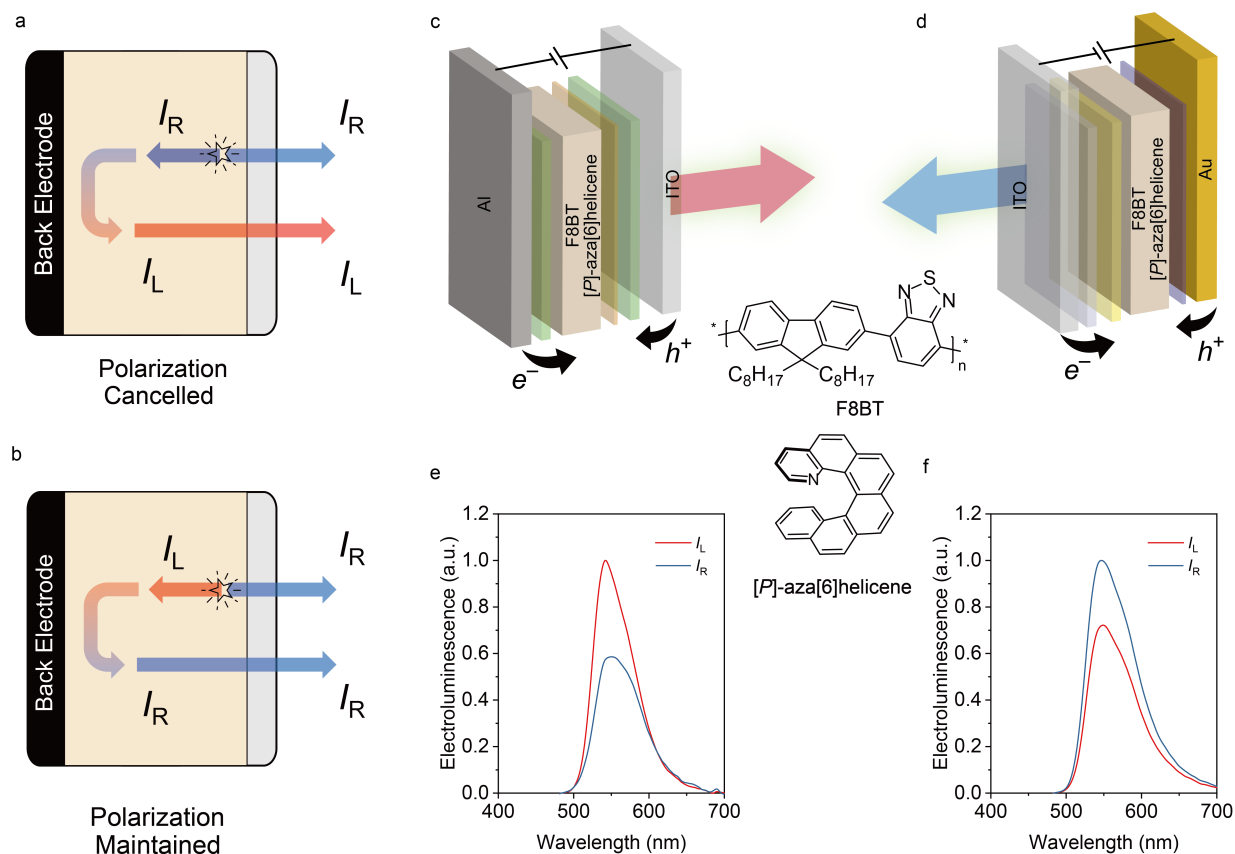 a
Back Electrode
I_R
I_R
I_L
I_L
Polarization
Cancelled
b
Back Electrode
I_L
I_R
I_R
I_R
Polarization
Maintained
c
Al
F8BT
[P]-aza[6]helicene
ITO
e⁻
h⁺
d
ITO
F8BT
[P]-aza[6]helicene
Au
e⁻
h⁺
S
N
N
*
*
n
C₈H₁₇
C₈H₁₇
F8BT
N
[P]-aza[6]helicene
e
Electroluminescence (a.u.)
1.2
1.0
0.8
0.6
0.4
0.2
0.0
400
500
600
700
Wavelength (nm)
I_L
I_R
f
Electroluminescence (a.u.)
1.2
1.0
0.8
0.6
0.4
0.2
0.0
400
500
600
700
Wavelength (nm)
I_L
I_R